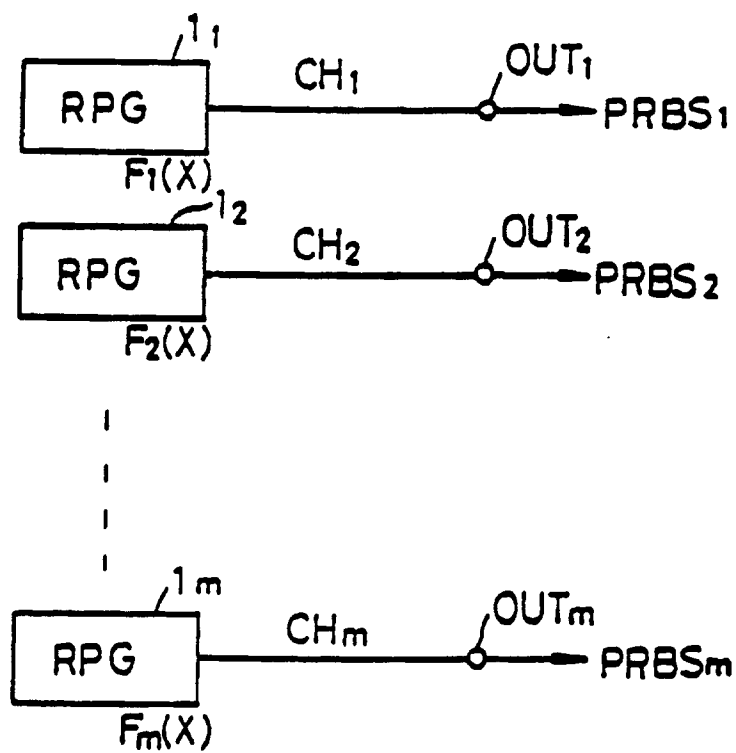 1₁
RPG CH₁ OUT₁ PRBS₁
F₁(X)
1₂
RPG CH₂ OUT₂ PRBS₂
F₂(X)
1m
RPG CHm OUTm PRBSm
Fm(X)